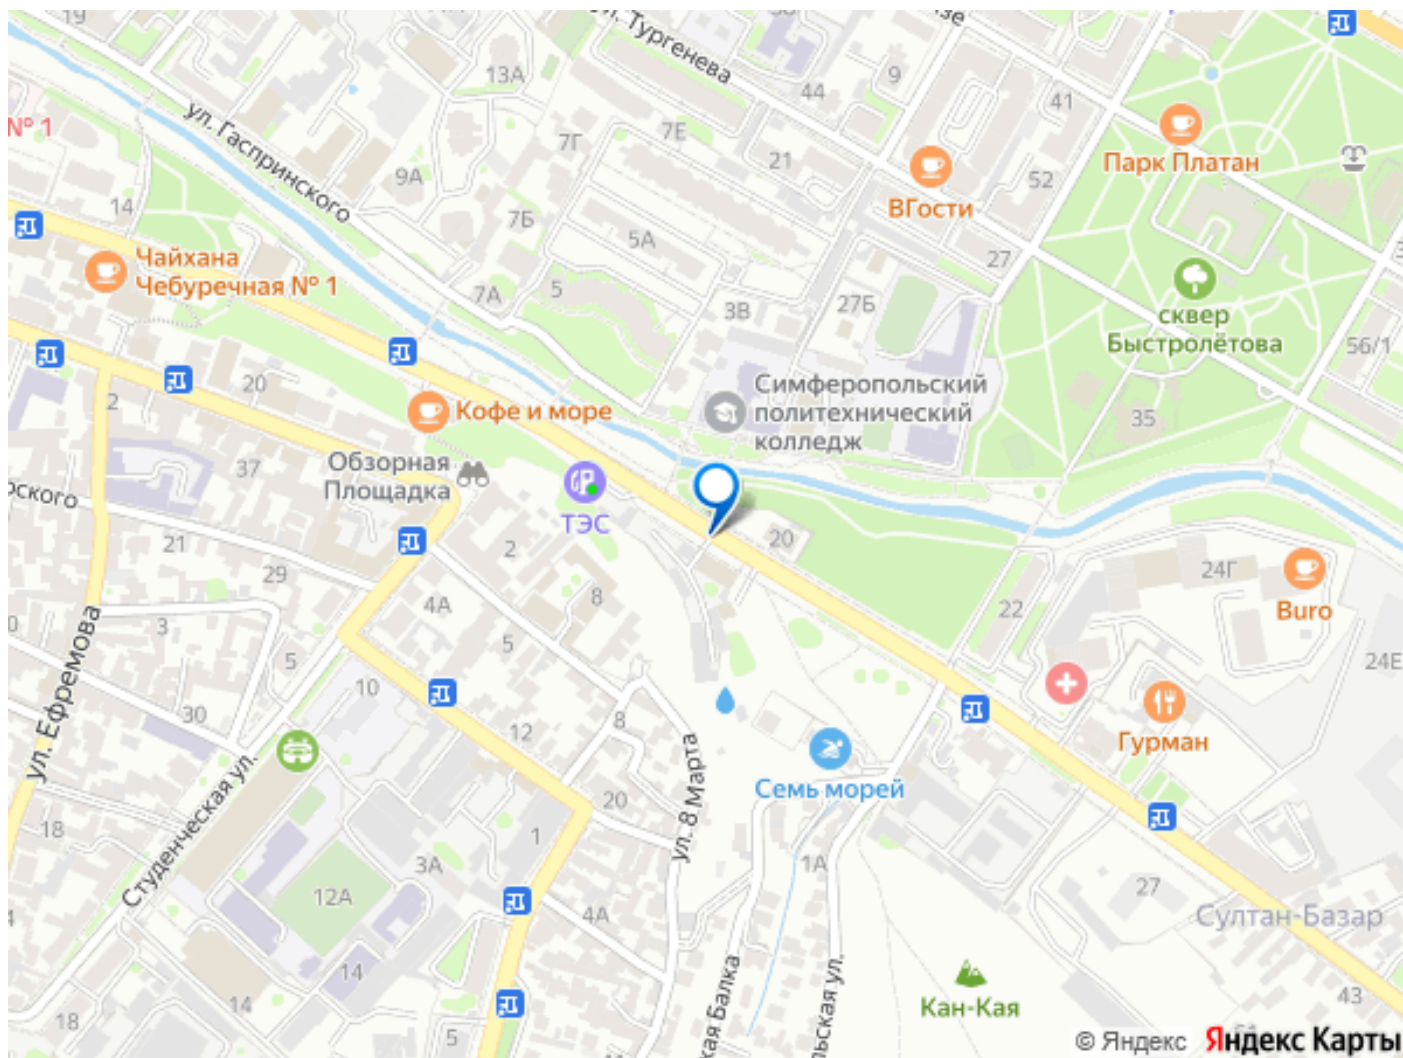 19
ул. Тургенева
13А
44
9
41
№ 1
ул. Гаспринского
7Г
7Е
21
Парк Платан
9А
52
ВГости
14
7Б
5А
27
Чайхана
Чебуречная № 1
7А
5
3В
27Б
сквер
Быстролётова
56/1
20
2
Кофе и море
Симферопольский
политехнический
колледж
35
37
Обзорная
Площадка
ТЭС
21
2
20
24Г
29
4А
8
22
Buro
3
5
5
24Е
ул. Ефремова
10
30
12
8
Гурман
Студенческая ул.
ул. 8 Марта
Семь морей
20
18
1
3А
1А
12А
4А
27
Султан-Базар
14
14
Кан-Кая
43
18
5
© Яндекс
Яндекс Карты